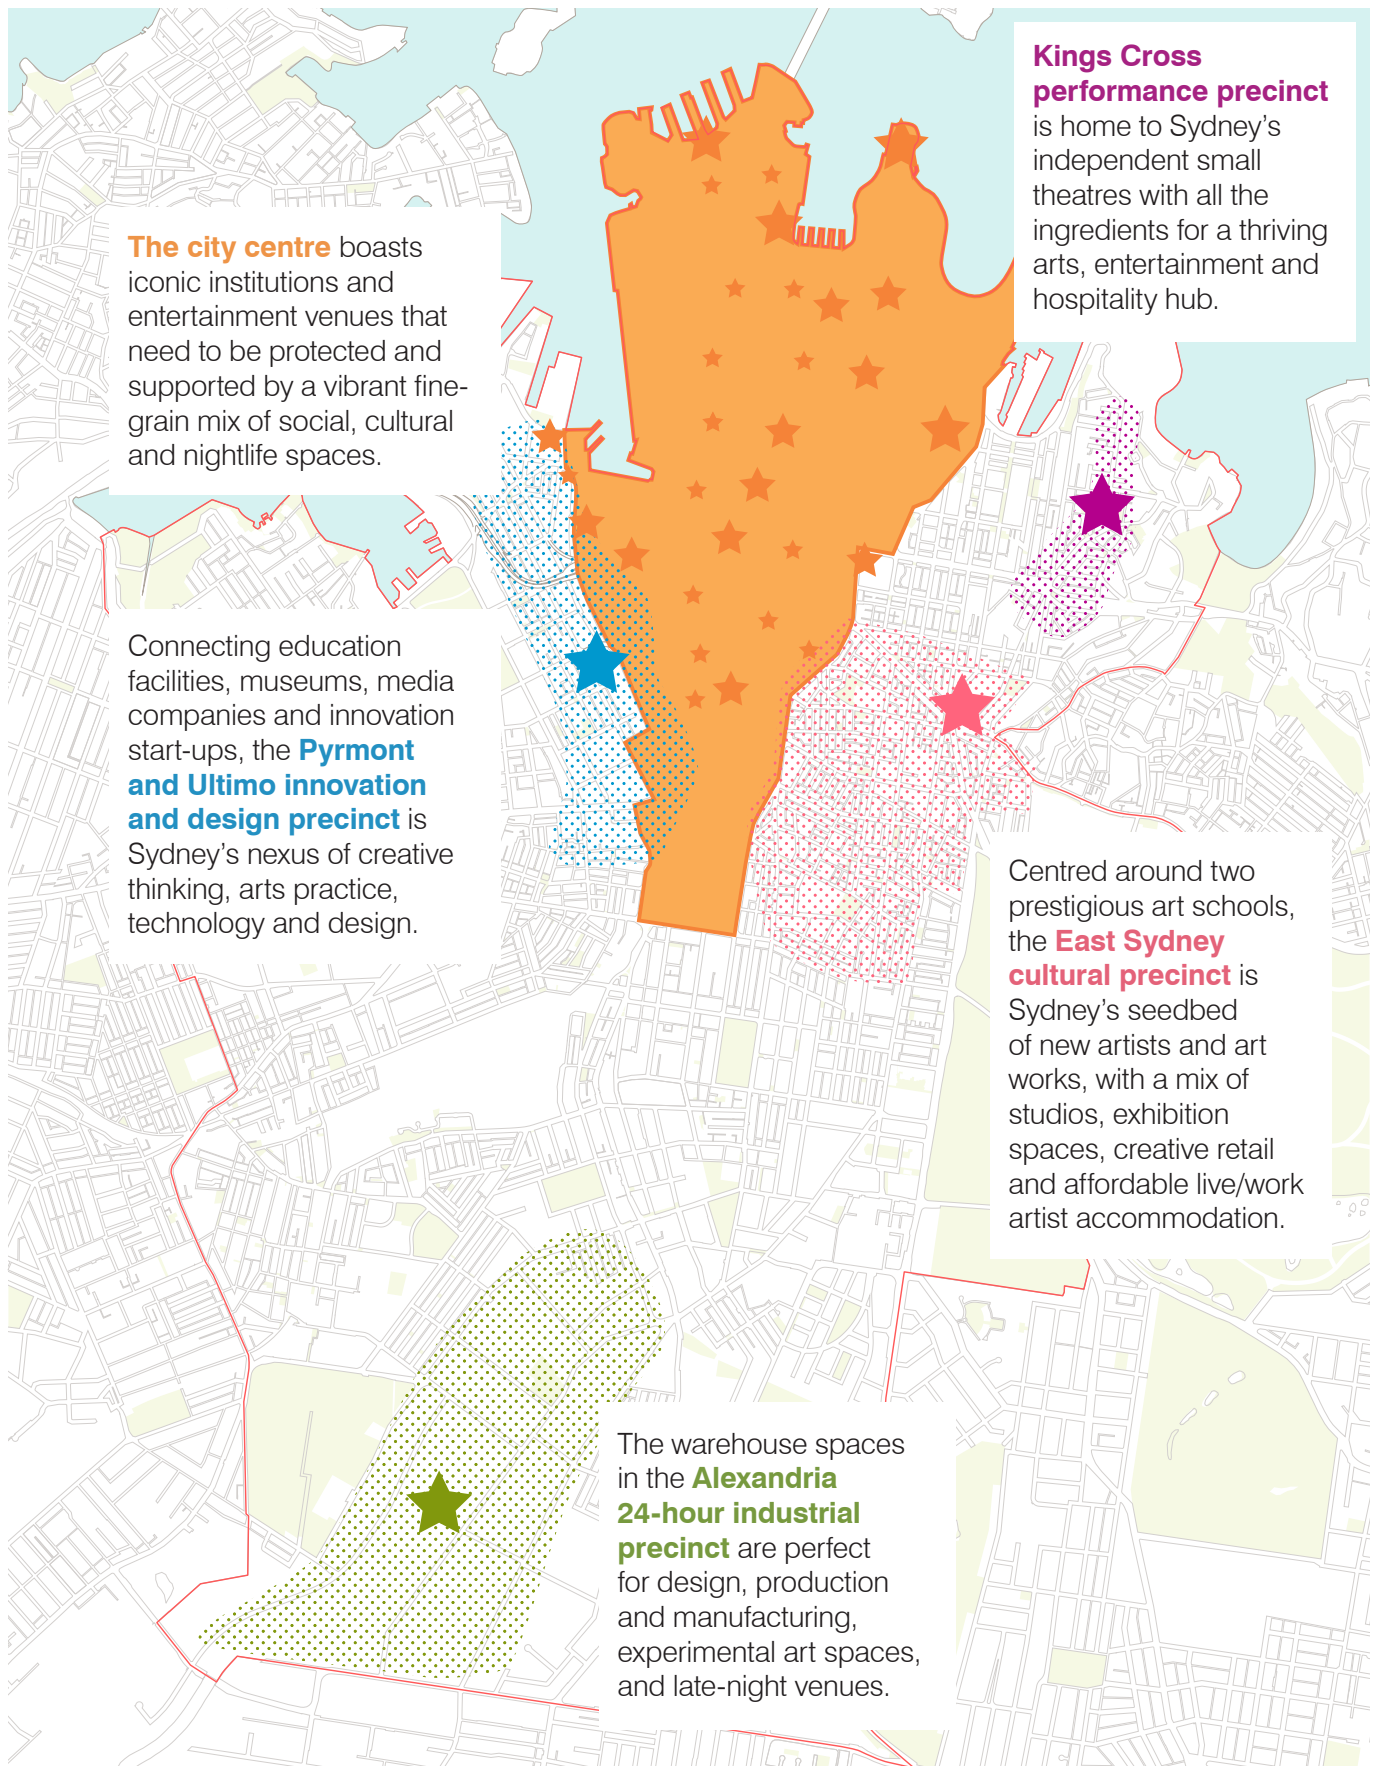 Kings Cross
performance precinct
is home to Sydney’s
independent small
theatres with all the
ingredients for a thriving
arts, entertainment and
hospitality hub.
The city centre boasts
iconic institutions and
entertainment venues that
need to be protected and
supported by a vibrant fine-
grain mix of social, cultural
and nightlife spaces.
Connecting education
facilities, museums, media
companies and innovation
start-ups, the Pyrmont
and Ultimo innovation
and design precinct is
Sydney’s nexus of creative
thinking, arts practice,
technology and design.
Centred around two
prestigious art schools,
the East Sydney
cultural precinct is
Sydney’s seedbed
of new artists and art
works, with a mix of
studios, exhibition
spaces, creative retail
and affordable live/work
artist accommodation.
The warehouse spaces
in the Alexandria
24-hour industrial
precinct are perfect
for design, production
and manufacturing,
experimental art spaces,
and late-night venues.